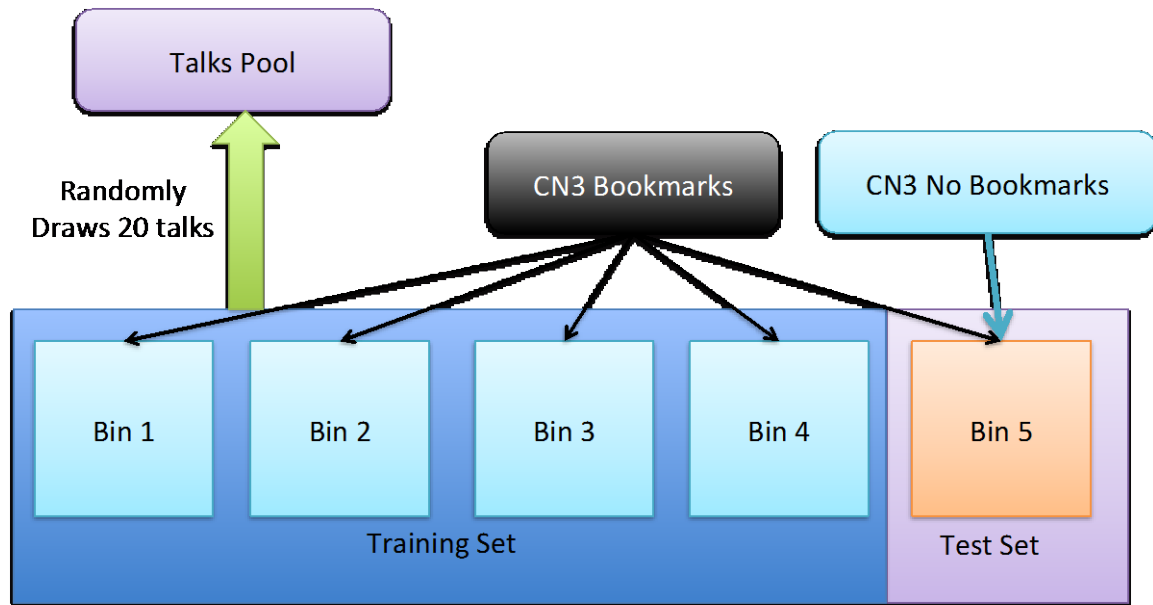 Talks Pool
CN3 Bookmarks
CN3 No Bookmarks
Randomly
Draws 20 talks
Bin 1
Bin 2
Bin 3
Bin 4
Bin 5
Training Set
Test Set